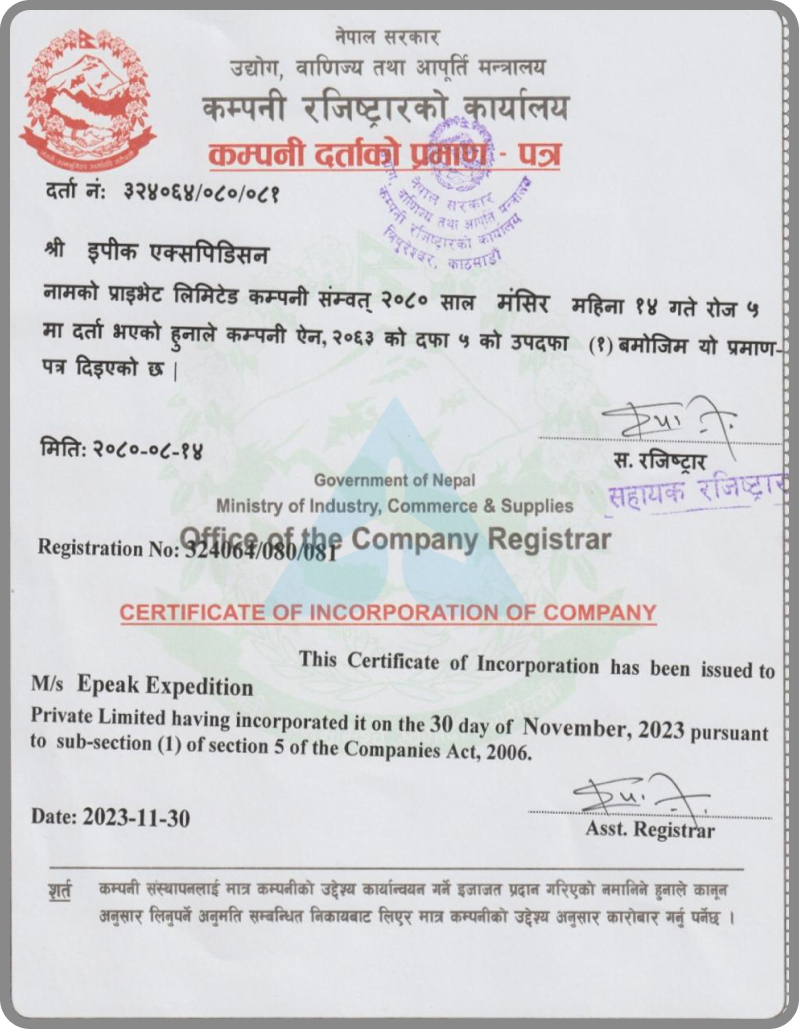 नेपाल सरकार
उद्योग, वाणिज्य तथा आपूर्ति मन्त्रालय
कम्पनी रजिष्ट्रारको कार्यालय
कम्पनी दर्ताको प्रमाण - पत्र
नेपाल सरकार
वाणिज्य तथा आपूर्ति मन्त्रालय
कम्पनी रजिष्ट्रारको कार्यालय
त्रिपुरेश्वर, काठमाडौं
दर्ता नं: ३२४०६४/०८०/०८१
श्री इपीक एक्सपिडिसन
नामको प्राइभेट लिमिटेड कम्पनी संम्वत् २०८० साल मंसिर महिना १४ गते रोज ५
मा दर्ता भएको हुनाले कम्पनी ऐन, २०६३ को दफा ५ को उपदफा (१) बमोजिम यो प्रमाण-
पत्र दिइएको छ |
मिति: २०८०-०८-१४
स. रजिष्ट्रार
सहायक रजिष्ट्रार
Government of Nepal
Ministry of Industry, Commerce & Supplies
Office of the Company Registrar
Registration No: 324064/080/081
CERTIFICATE OF INCORPORATION OF COMPANY
This Certificate of Incorporation has been issued to
M/s Epeak Expedition
Private Limited having incorporated it on the 30 day of November, 2023 pursuant
to sub-section (1) of section 5 of the Companies Act, 2006.
Date: 2023-11-30
Asst. Registrar
शर्त कम्पनी संस्थापनलाई मात्र कम्पनीको उद्देश्य कार्यान्वयन गर्ने इजाजत प्रदान गरिएको नमानिने हुनाले कानून
अनुसार लिनुपर्ने अनुमति सम्बन्धित निकायबाट लिएर मात्र कम्पनीको उद्देश्य अनुसार कारोबार गर्नु पर्नेछ ।